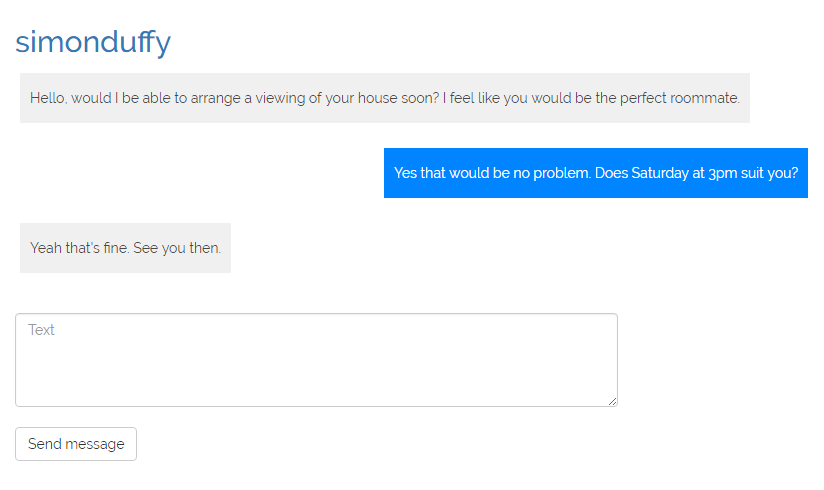 simonduffy
Hello, would I be able to arrange a viewing of your house soon? I feel like you would be the perfect roommate.
Yes that would be no problem. Does Saturday at 3pm suit you?
Yeah that's fine. See you then.
Text
Send message